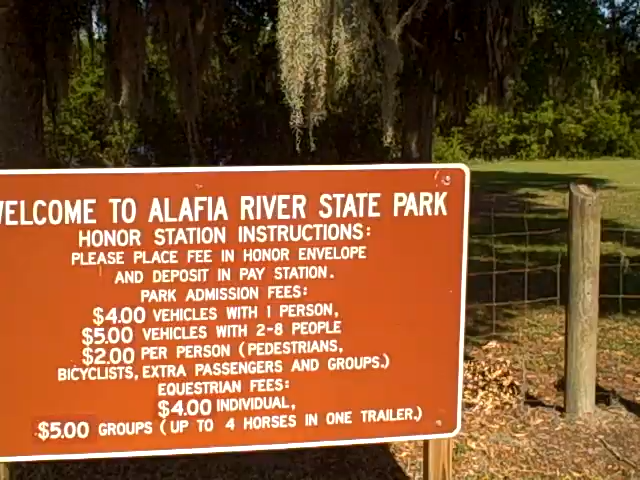 WELCOME TO ALAFIA RIVER STATE PARK
HONOR STATION INSTRUCTIONS:
PLEASE PLACE FEE IN HONOR ENVELOPE
AND DEPOSIT IN PAY STATION.
PARK ADMISSION FEES:
$4.00 VEHICLES WITH 1 PERSON,
$5.00 VEHICLES WITH 2-8 PEOPLE
$2.00 PER PERSON (PEDESTRIANS,
BICYCLISTS, EXTRA PASSENGERS AND GROUPS.)
EQUESTRIAN FEES:
$4.00 INDIVIDUAL,
$5.00 GROUPS (UP TO 4 HORSES IN ONE TRAILER.)